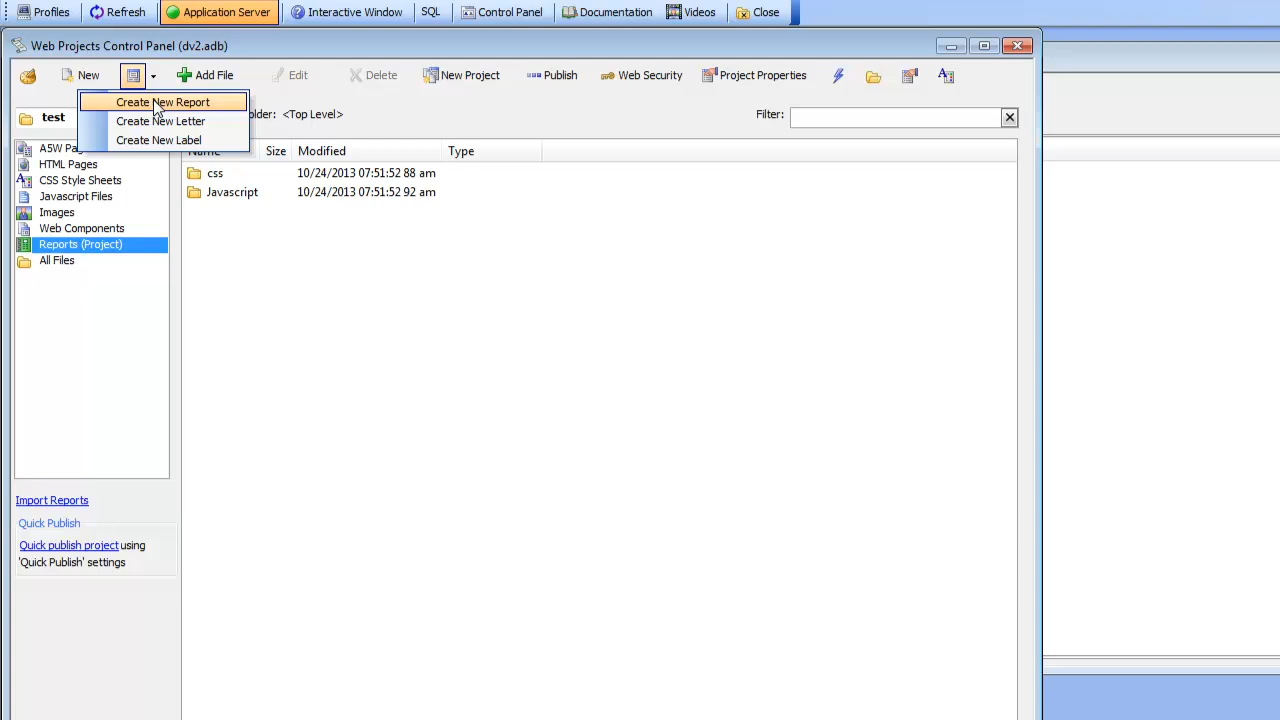 Profiles Refresh Application Server Interactive Window SQL Control Panel Documentation Videos Close
Web Projects Control Panel (dv2.adb)
New Add File Edit Delete New Project Publish Web Security Project Properties
Create New Report
Create New Letter
Create New Label
test
older: <Top Level>
Filter:
Name Size Modified Type
A5W Pag
HTML Pages
CSS Style Sheets
Javascript Files
Images
Web Components
Reports (Project)
All Files
css 10/24/2013 07:51:52 88 am
Javascript 10/24/2013 07:51:52 92 am
Import Reports
Quick Publish
Quick publish project using
'Quick Publish' settings